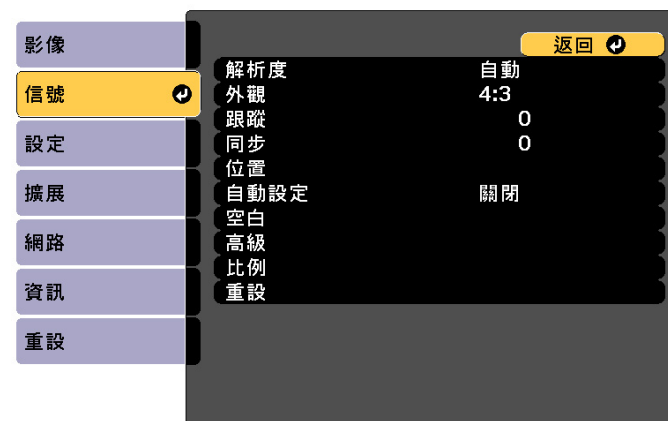 影像
信號
設定
擴展
網路
資訊
重設
返回
解析度 自動
外觀 4:3
跟蹤 0
同步 0
位置
自動設定 關閉
空白
高級
比例
重設